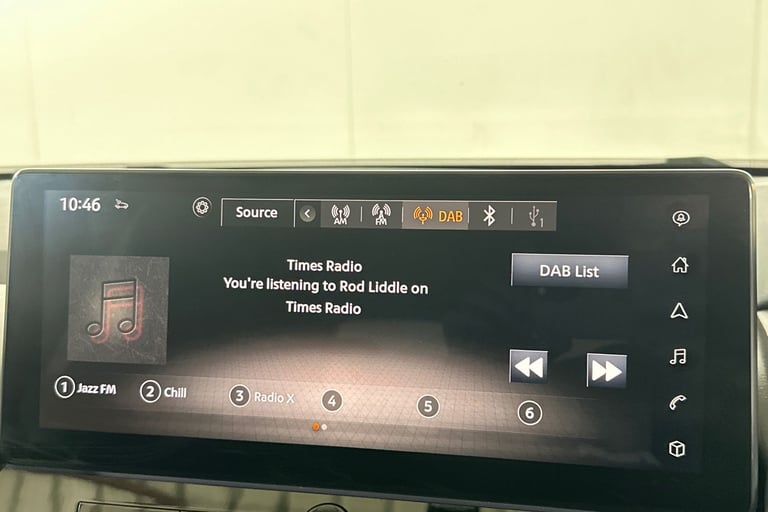 10:46
Source
AM
FM
DAB
1
Times Radio
You're listening to Rod Liddle on
Times Radio
DAB List
1 Jazz FM
2 Chill
3 Radio X
4
5
6